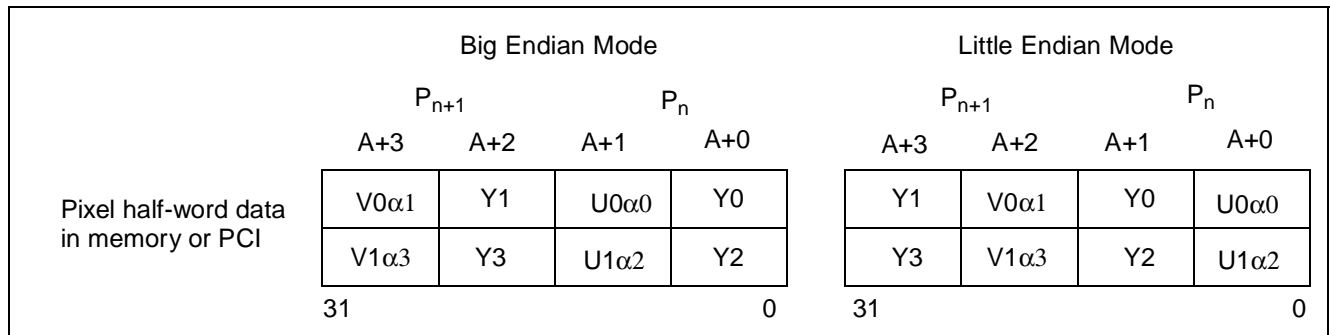 Big Endian Mode Little Endian Mode
Pn+1 Pn Pn+1 Pn
A+3 A+2 A+1 A+0 A+3 A+2 A+1 A+0
V0α1 Y1 U0α0 Y0 Y1 V0α1 Y0 U0α0
Pixel half-word data
in memory or PCI
V1α3 Y3 U1α2 Y2 Y3 V1α3 Y2 U1α2
31 0 31 0